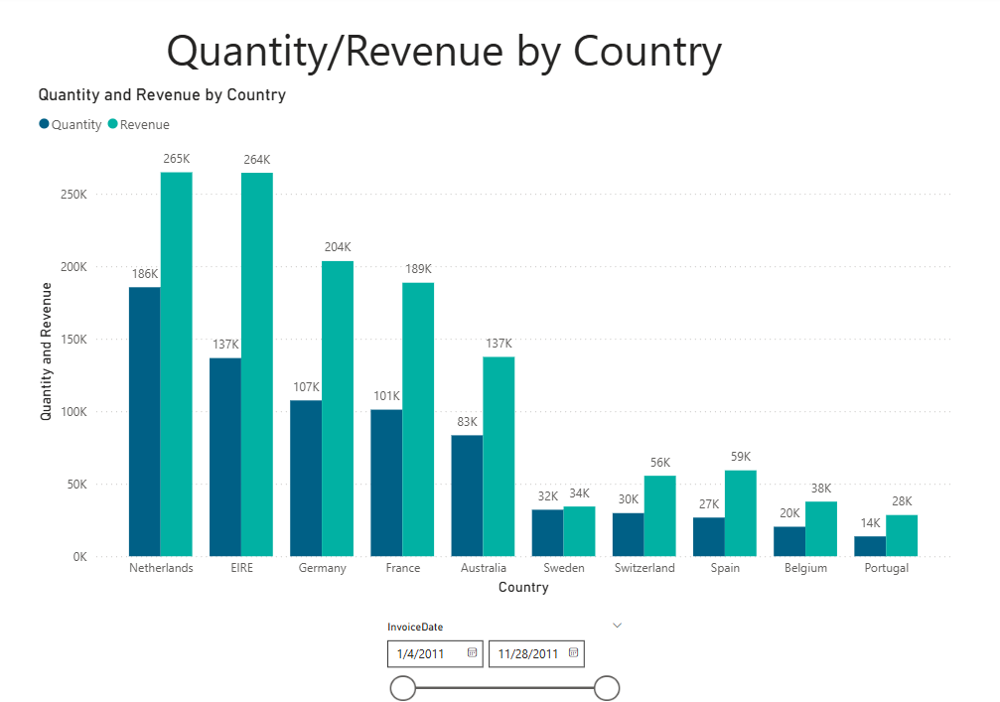 Quantity/Revenue by Country
Quantity and Revenue by Country
Quantity Revenue
265K 264K
250K
204K
200K
189K
186K
150K
137K 137K
107K
101K
100K
83K
59K
56K
50K
32K 34K 30K 27K 38K
20K 28K
14K
0K
Quantity and Revenue
Netherlands EIRE Germany France Australia Sweden Switzerland Spain Belgium Portugal
Country
InvoiceDate
1/4/2011 11/28/2011